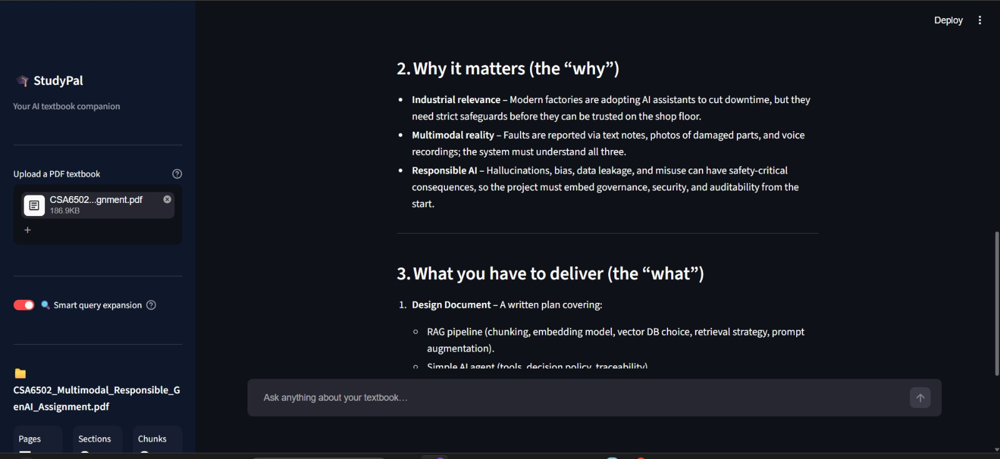 Deploy
StudyPal
Your AI textbook companion
Upload a PDF textbook
CSA6502...gnment.pdf
186.9KB
Smart query expansion
CSA6502_Multimodal_Responsible_G
enAI_Assignment.pdf
Pages Sections Chunks
2. Why it matters (the “why”)
• Industrial relevance – Modern factories are adopting AI assistants to cut downtime, but they
need strict safeguards before they can be trusted on the shop floor.
• Multimodal reality – Faults are reported via text notes, photos of damaged parts, and voice
recordings; the system must understand all three.
• Responsible AI – Hallucinations, bias, data leakage, and misuse can have safety-critical
consequences, so the project must embed governance, security, and auditability from the
start.
3. What you have to deliver (the “what”)
1. Design Document – A written plan covering:
○ RAG pipeline (chunking, embedding model, vector DB choice, retrieval strategy, prompt
augmentation).
○ Simple AI agent (tools, decision policy, traceability)
Ask anything about your textbook…